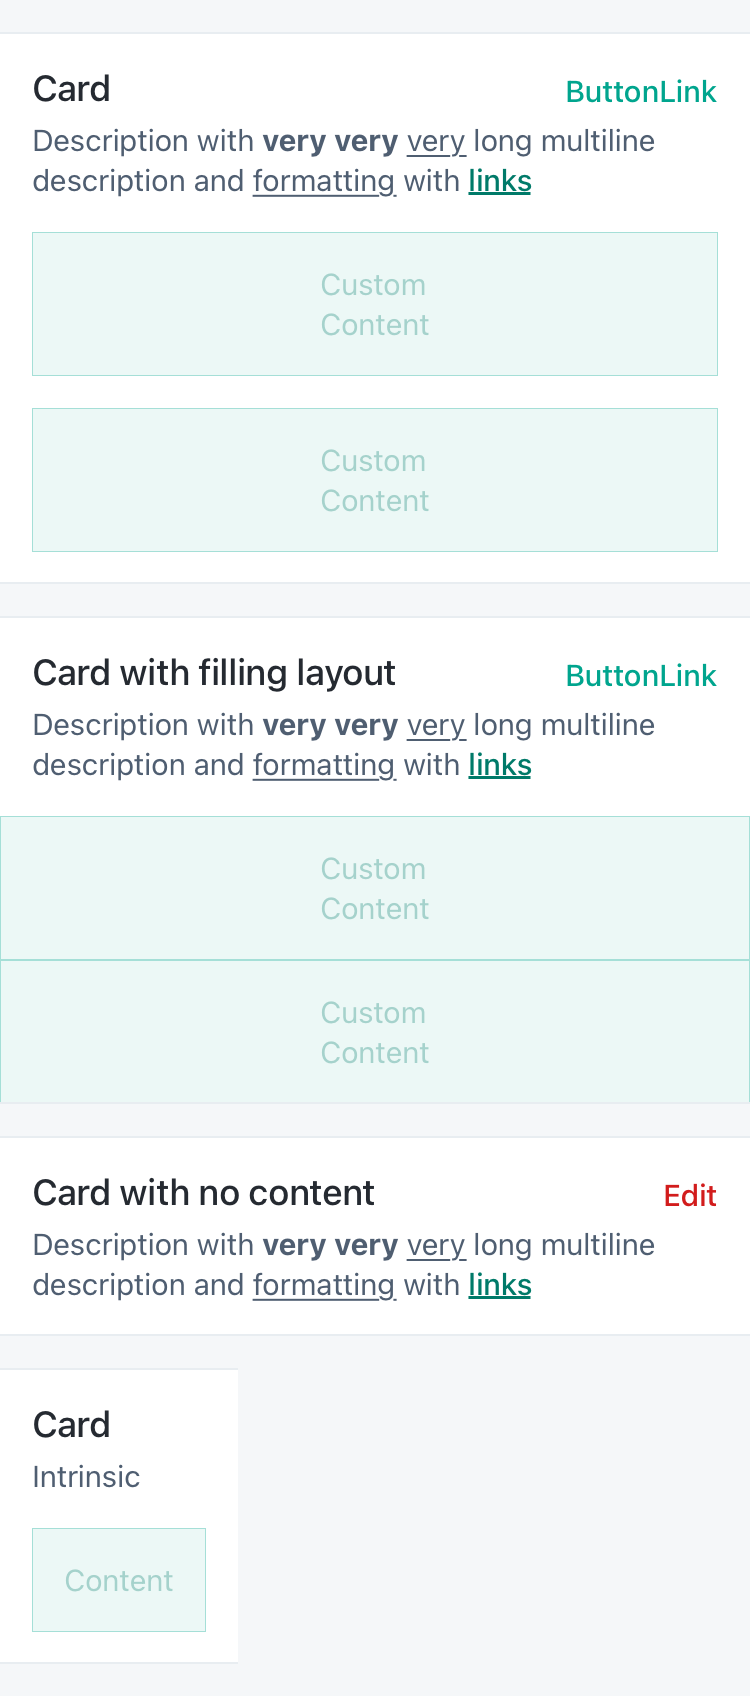 Card
ButtonLink
Description with very very very long multiline
description and formatting with links
Custom
Content
Custom
Content
Card with filling layout
ButtonLink
Description with very very very long multiline
description and formatting with links
Custom
Content
Custom
Content
Card with no content
Edit
Description with very very very long multiline
description and formatting with links
Card
Intrinsic
Content